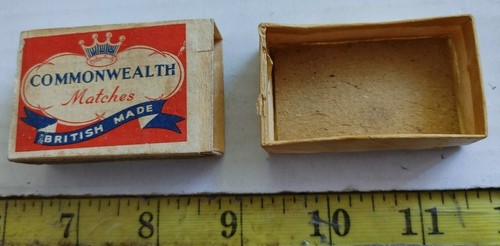 COMMONWEALTH
Matches
BRITISH MADE
7 8 9 10 11